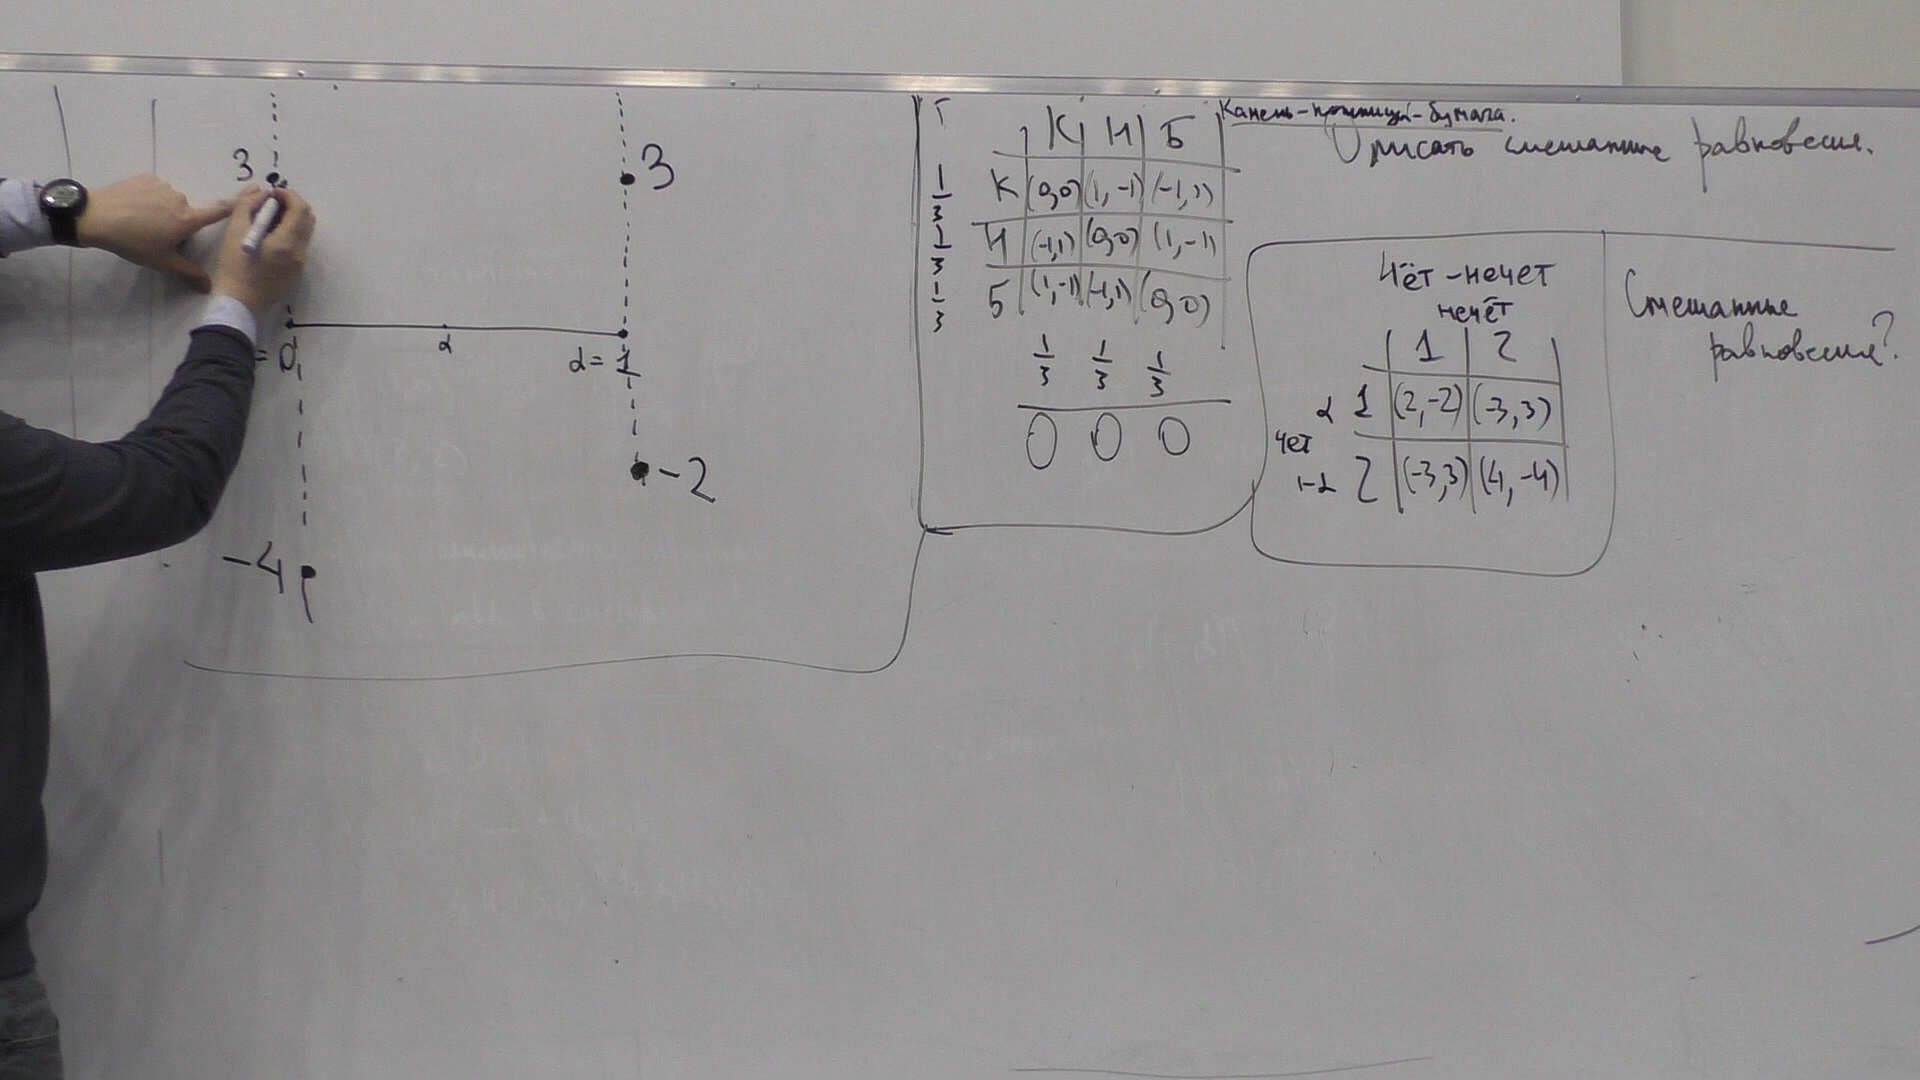 3
3
α
= 0
α = 1
-2
-4
Камень-ножницы-бумага.
Описать смешанные равновесия.
К Н Б
1/3 К (0,0) (1,-1) (-1,1)
1/3 Н (-1,1) (0,0) (1,-1)
1/3 Б (1,-1) (-1,1) (0,0)
1/3 1/3 1/3
0 0 0
Чёт-нечет
нечёт
1 2
α 1 (2,-2) (-3,3)
чет
1-α 2 (-3,3) (4,-4)
Смешанные
равновесия?